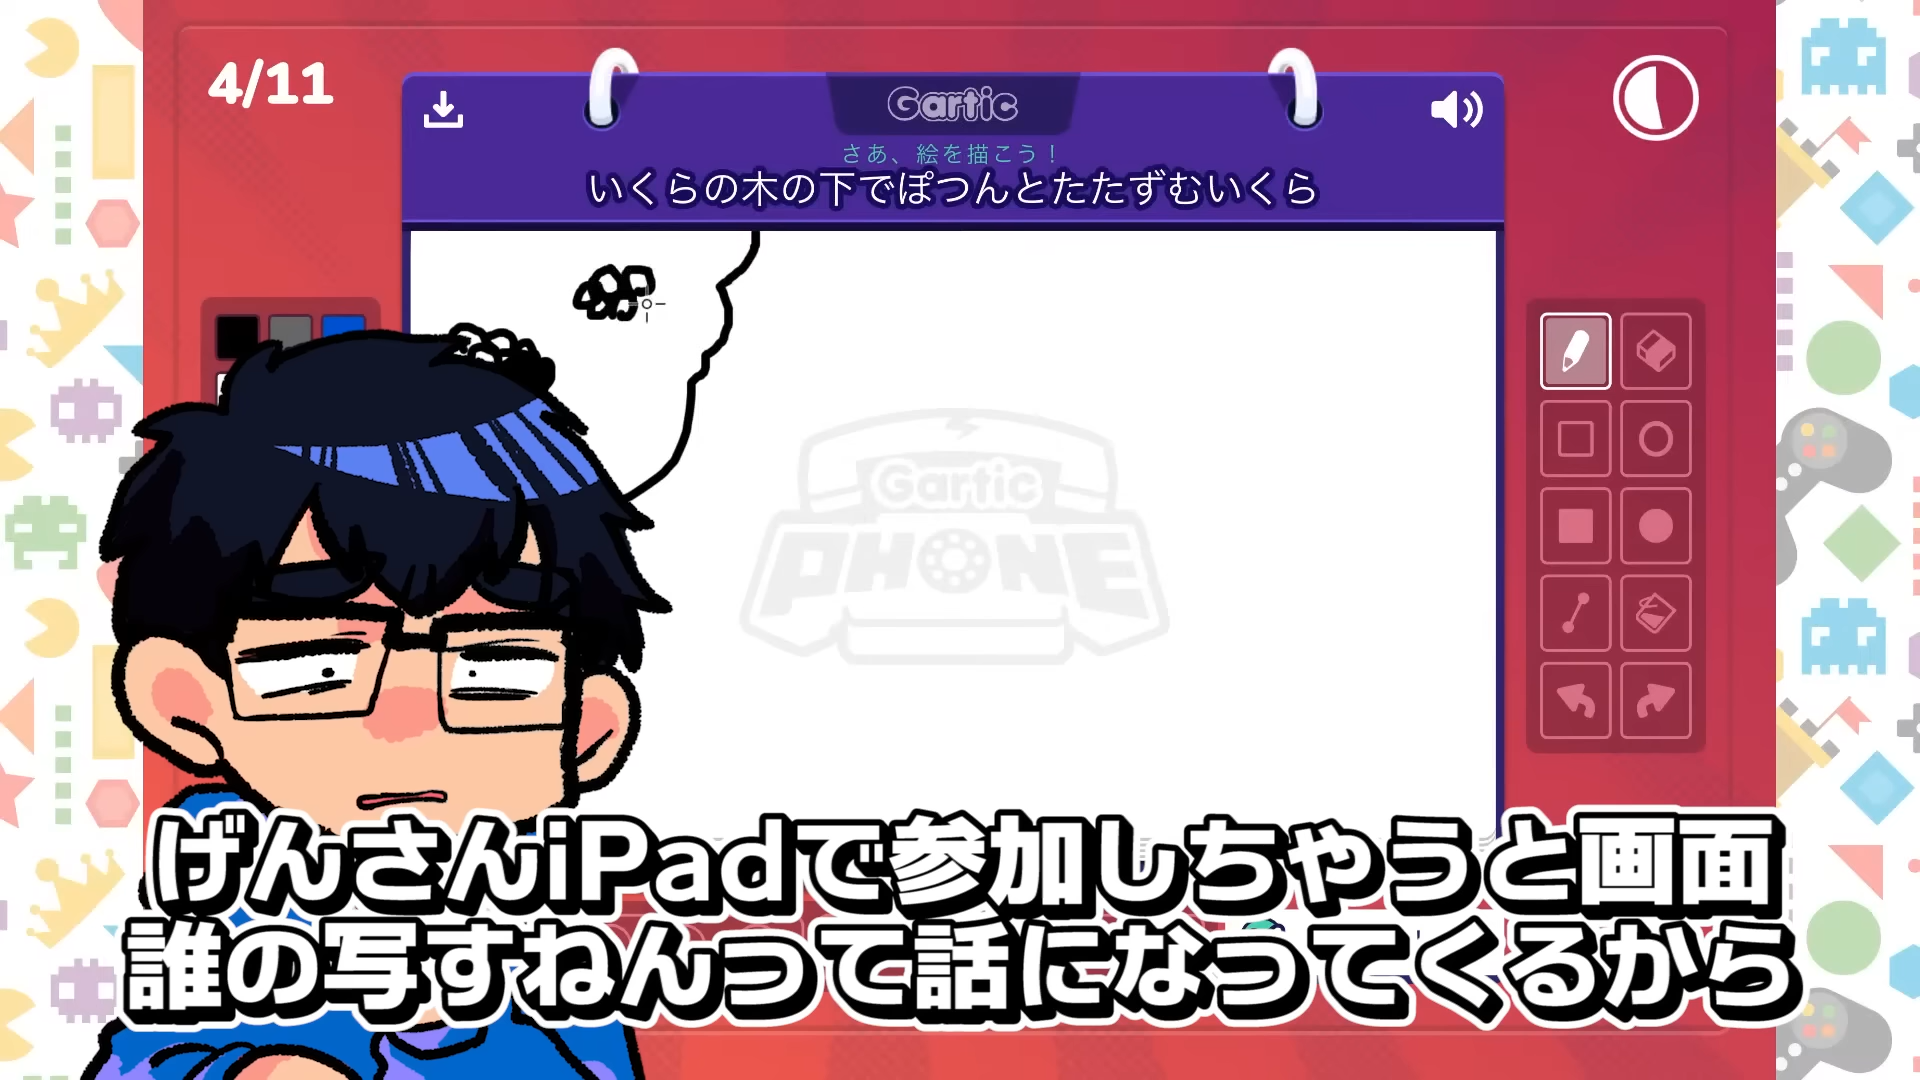 4/11
Gartic
さあ、絵を描こう！
いくらの木の下でぽつんとたたずむいくら
Gartic
PHONE
げんさんiPadで参加しちゃうと画面
誰の写すねんって話になってくるから